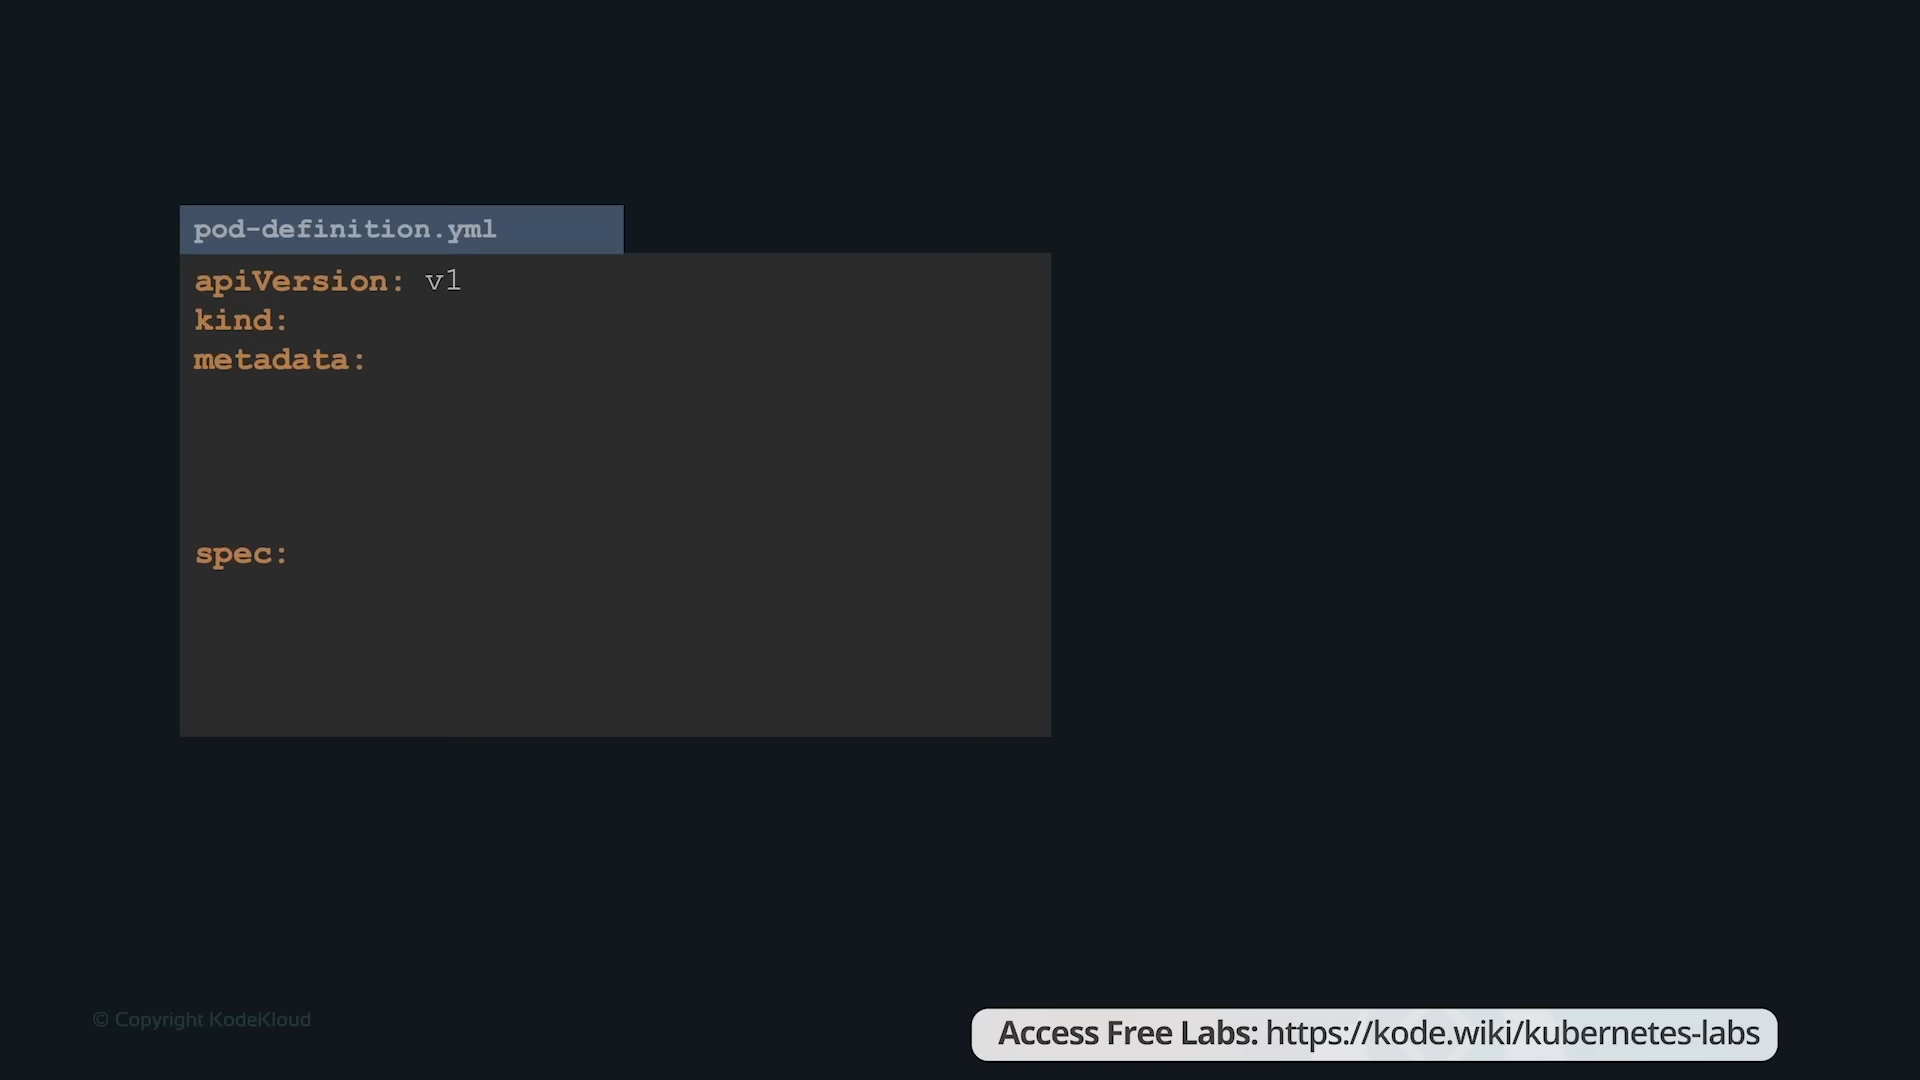 pod-definition.yml
apiVersion: v1
kind:
metadata:
spec:
© Copyright KodeKloud
Access Free Labs: https://kode.wiki/kubernetes-labs